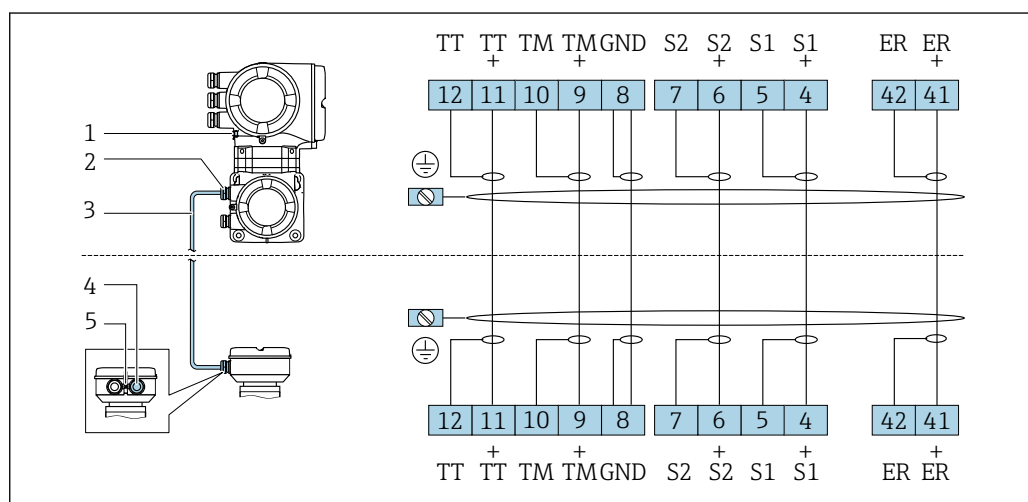 TT TT TM TM GND S2 S2 S1 S1 ER ER
+ + + + +
12 11 10 9 8 7 6 5 4 42 41
1
2
3
4
5
12 11 10 9 8 7 6 5 4 42 41
+ + + + +
TT TT TM TM GND S2 S2 S1 S1 ER ER